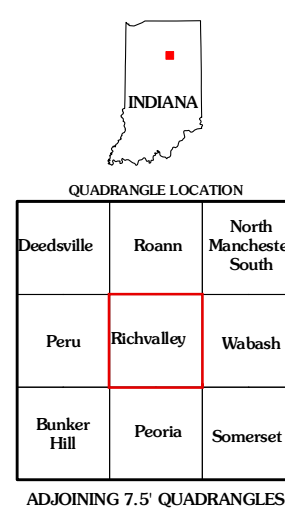 INDIANA
QUADRANGLE LOCATION
Deedsville
Roann
North
Mancheste
South
Peru
Richvalley
Wabash
Bunker
Hill
Peoria
Somerset
ADJOINING 7.5' QUADRANGLES